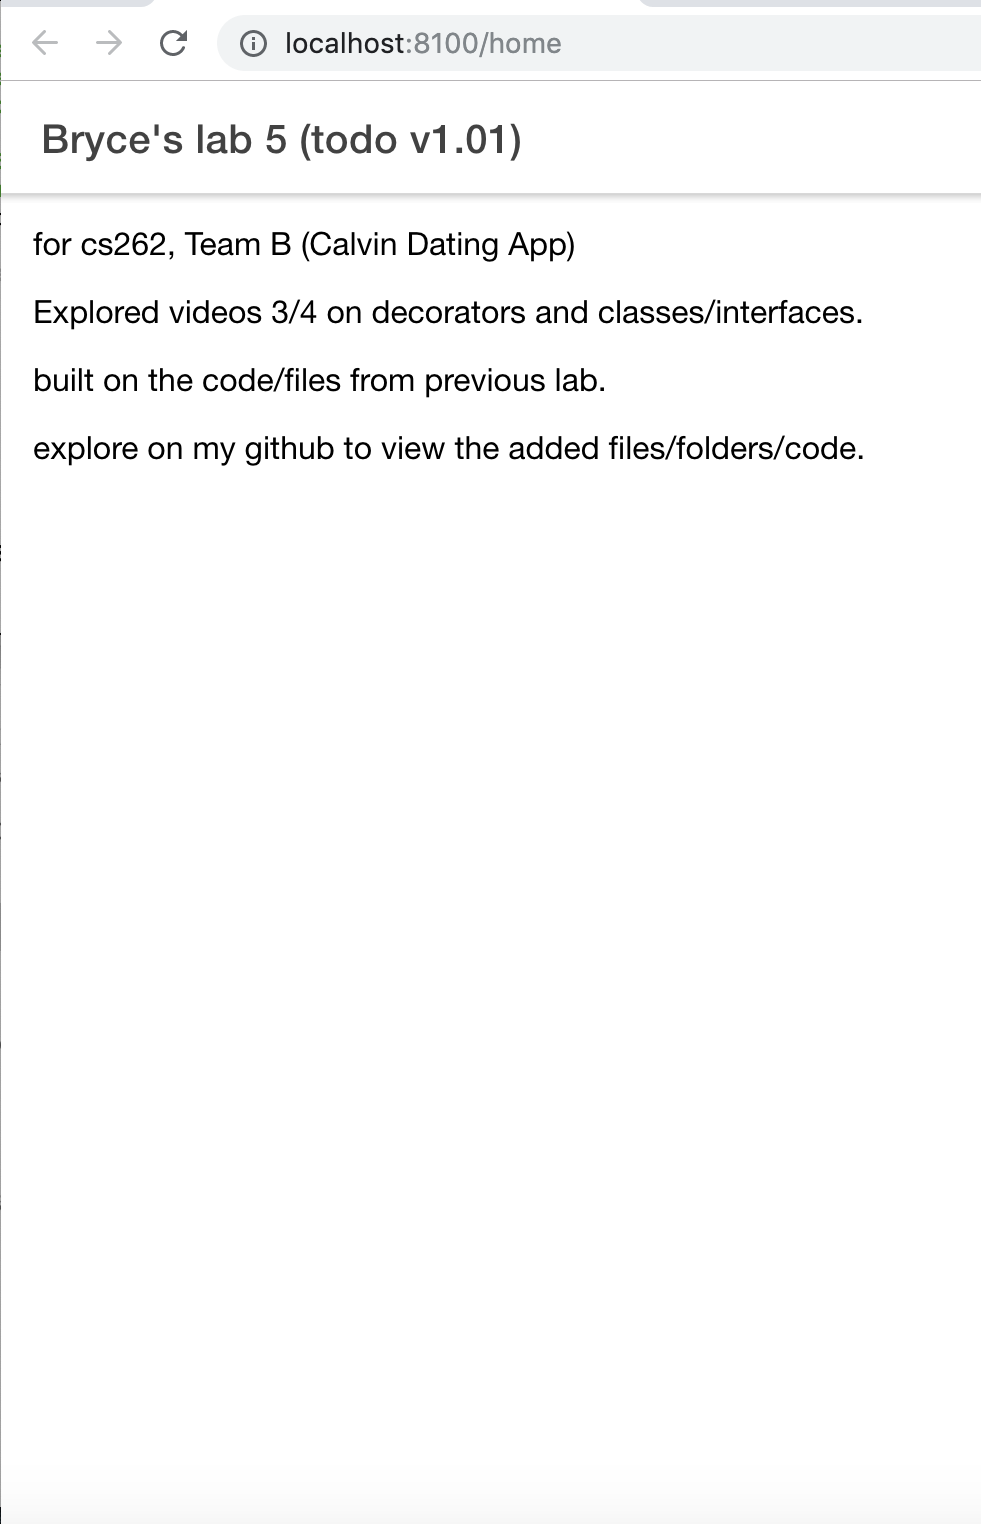 localhost:8100/home
Bryce's lab 5 (todo v1.01)
for cs262, Team B (Calvin Dating App)
Explored videos 3/4 on decorators and classes/interfaces.
built on the code/files from previous lab.
explore on my github to view the added files/folders/code.